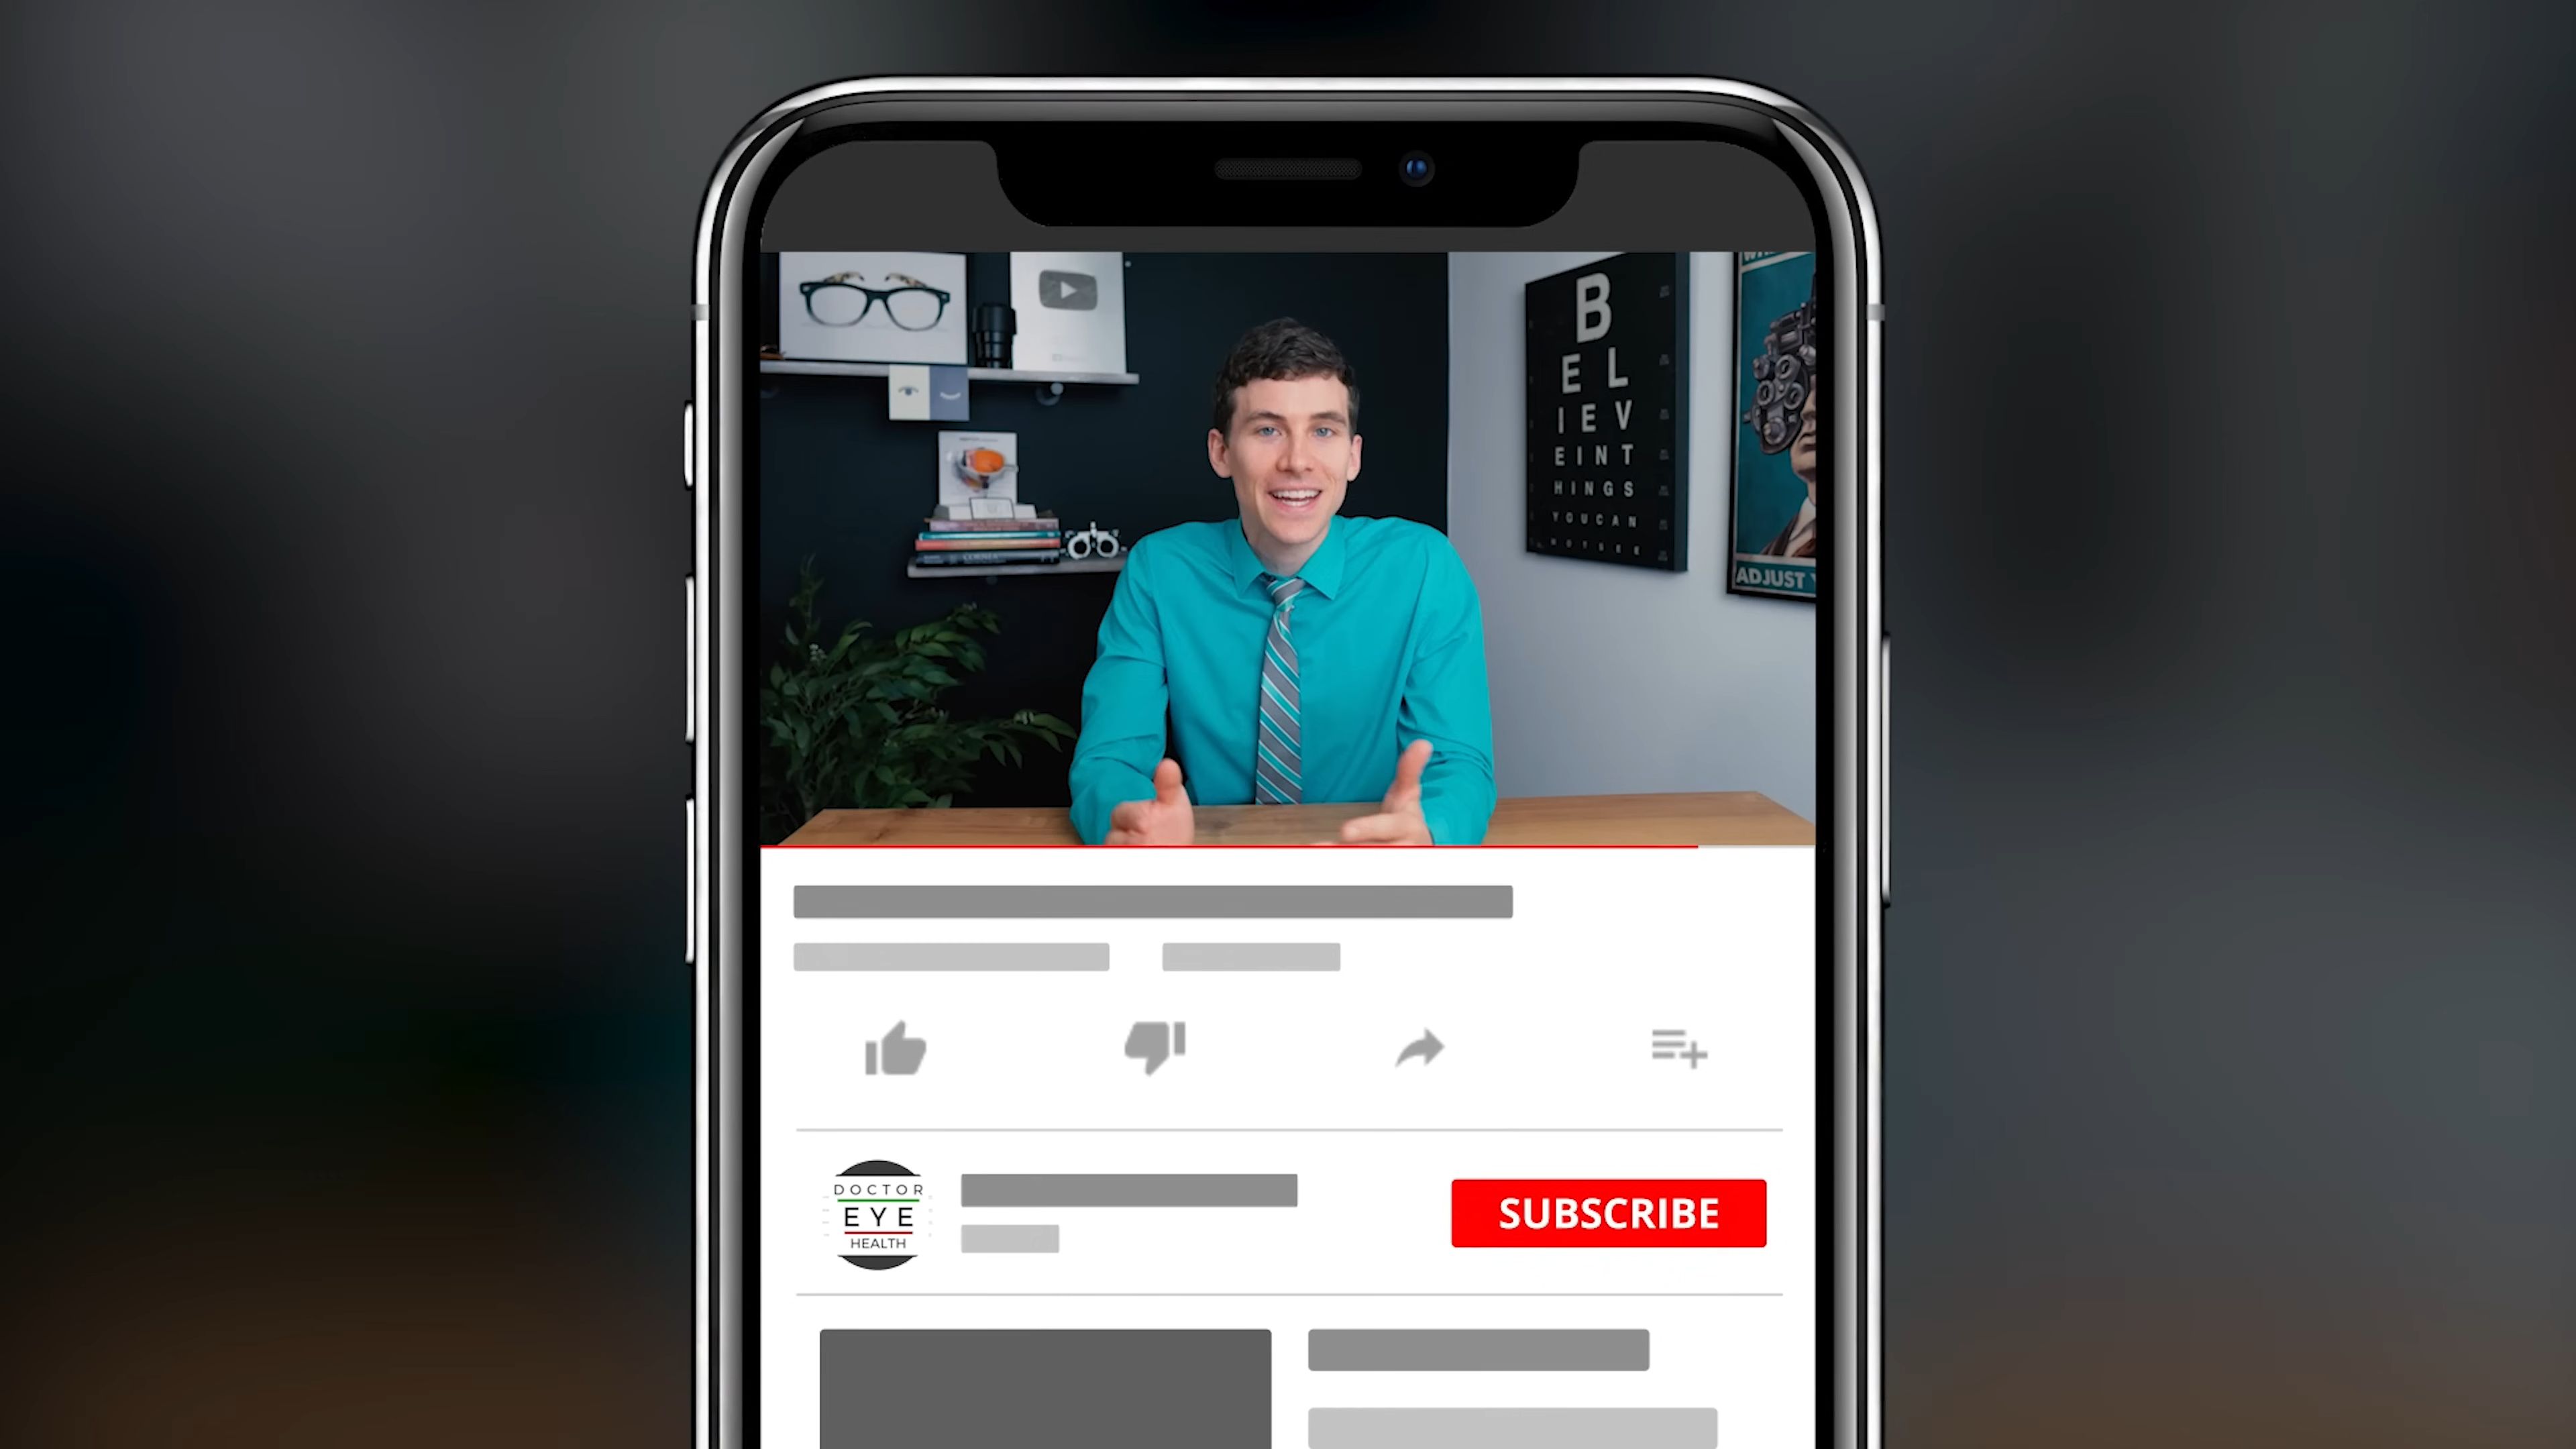 B
E L
I E V
E I N T
H I N G S
Y O U C A N
N O T S E E
ADJUST
DOCTOR
EYE
HEALTH
SUBSCRIBE